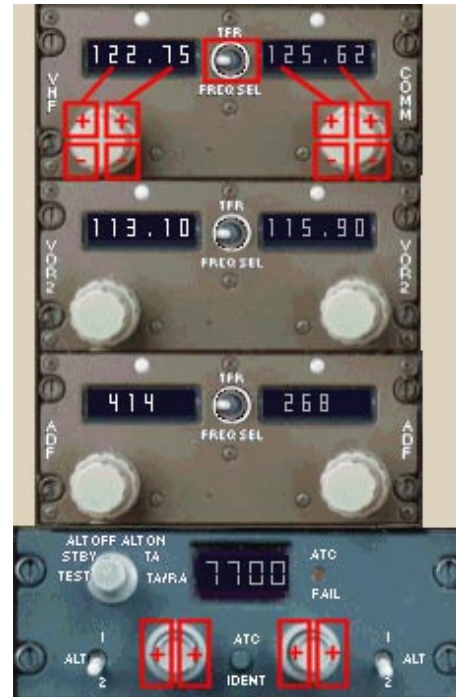 TFR
VHF 122.75 125.62 COMM
FREQ SEL
+ + + +
- - - -
TFR
VOR2 113.10 115.90 VOR2
FREQ SEL
TFR
ADF 414 268 ADF
FREQ SEL
ALT OFF ALT ON
STBY TA
TEST TA/RA
7700
ATC
FAIL
1 + + ATC + + 1
ALT ALT
2 IDENT 2